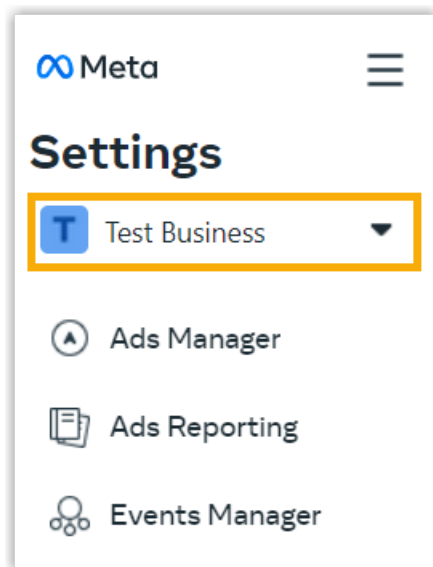 Meta
Settings
T Test Business
Ads Manager
Ads Reporting
Events Manager